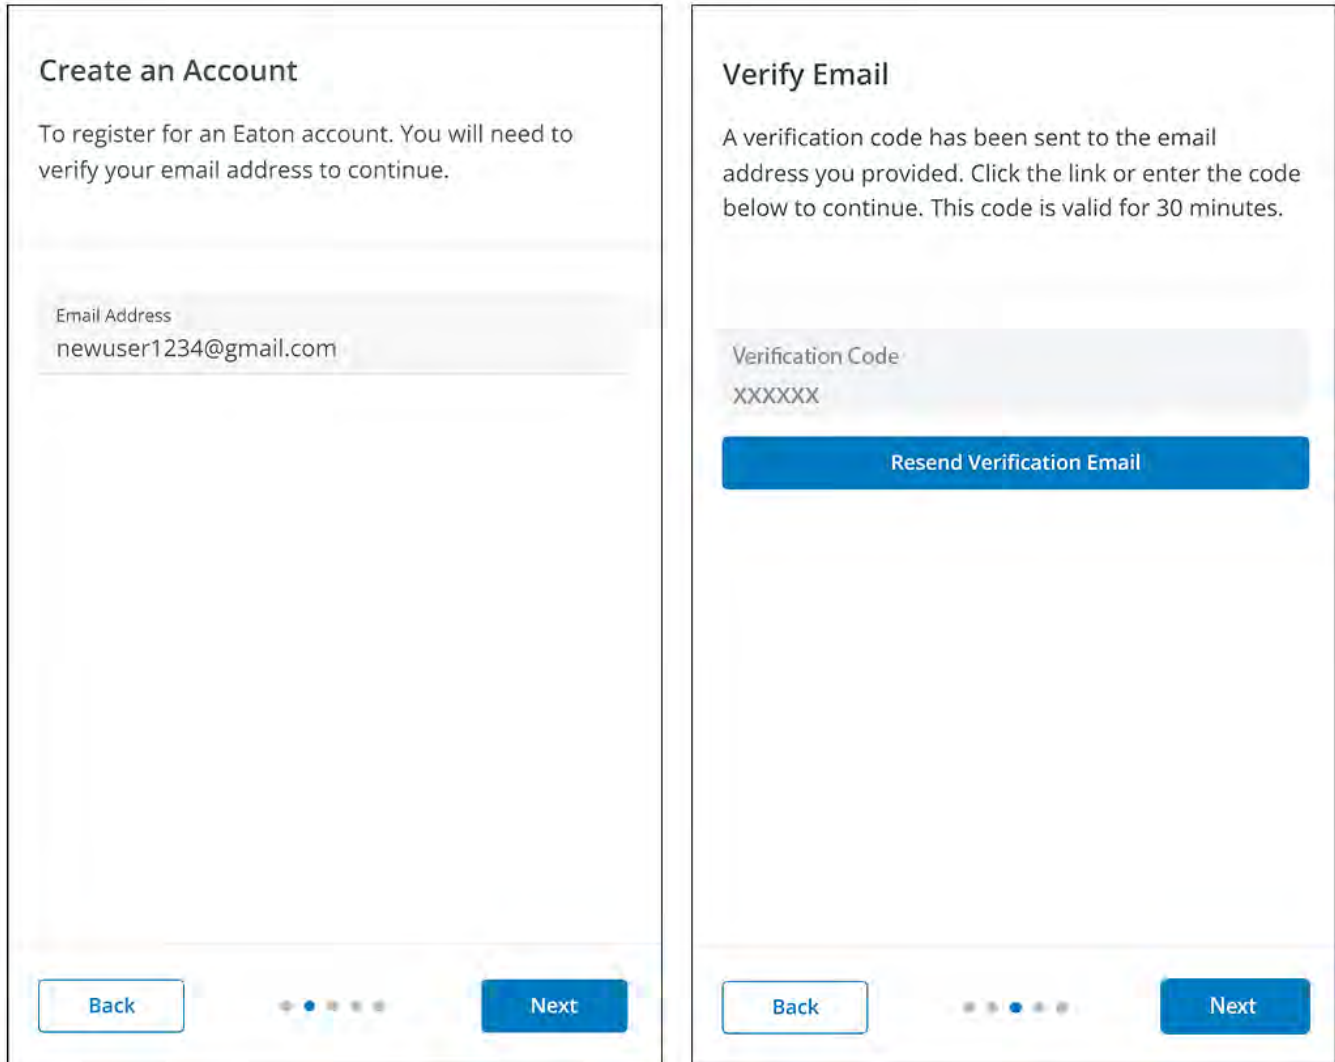 Create an Account
To register for an Eaton account. You will need to
verify your email address to continue.
Email Address
newuser1234@gmail.com
Back
Next
Verify Email
A verification code has been sent to the email
address you provided. Click the link or enter the code
below to continue. This code is valid for 30 minutes.
Verification Code
XXXXXX
Resend Verification Email
Back
Next